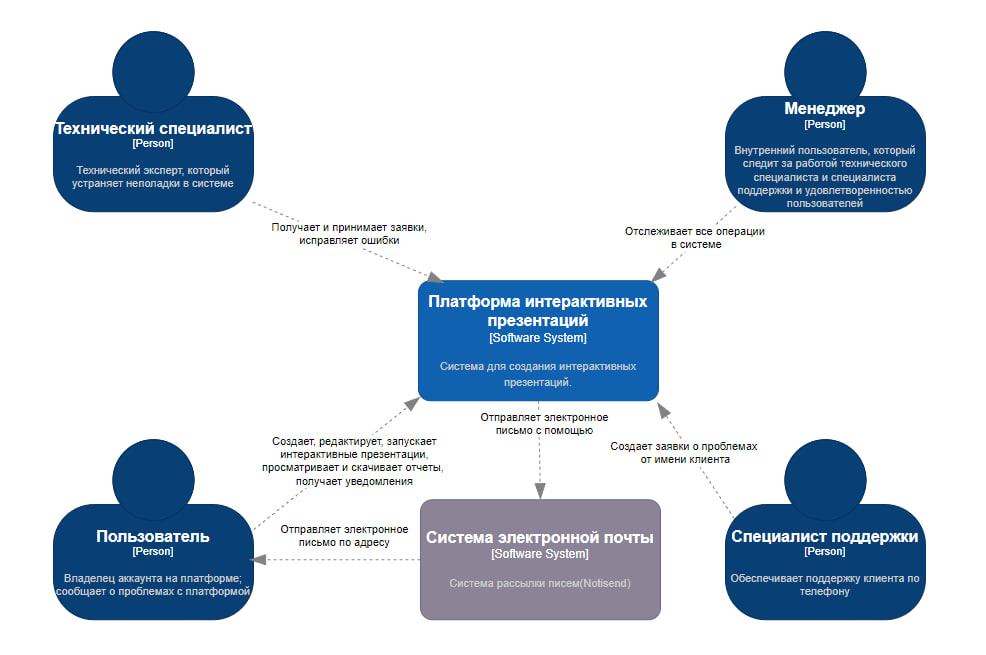 Технический специалист
[Person]
Технический эксперт, который
устраняет неполадки в системе
Менеджер
[Person]
Внутренний пользователь, который
следит за работой технического
специалиста и специалиста
поддержки и удовлетворенностью
пользователей
Получает и принимает заявки,
исправляет ошибки
Отслеживает все операции
в системе
Платформа интерактивных
презентаций
[Software System]
Система для создания интерактивных
презентаций.
Создает, редактирует, запускает
интерактивные презентации,
просматривает и скачивает отчеты,
получает уведомления
Отправляет электронное
письмо с помощью
Создает заявки о проблемах
от имени клиента
Пользователь
[Person]
Владелец аккаунта на платформе;
сообщает о проблемах с платформой
Отправляет электронное
письмо по адресу
Система электронной почты
[Software System]
Система рассылки писем(Notisend)
Специалист поддержки
[Person]
Обеспечивает поддержку клиента по
телефону